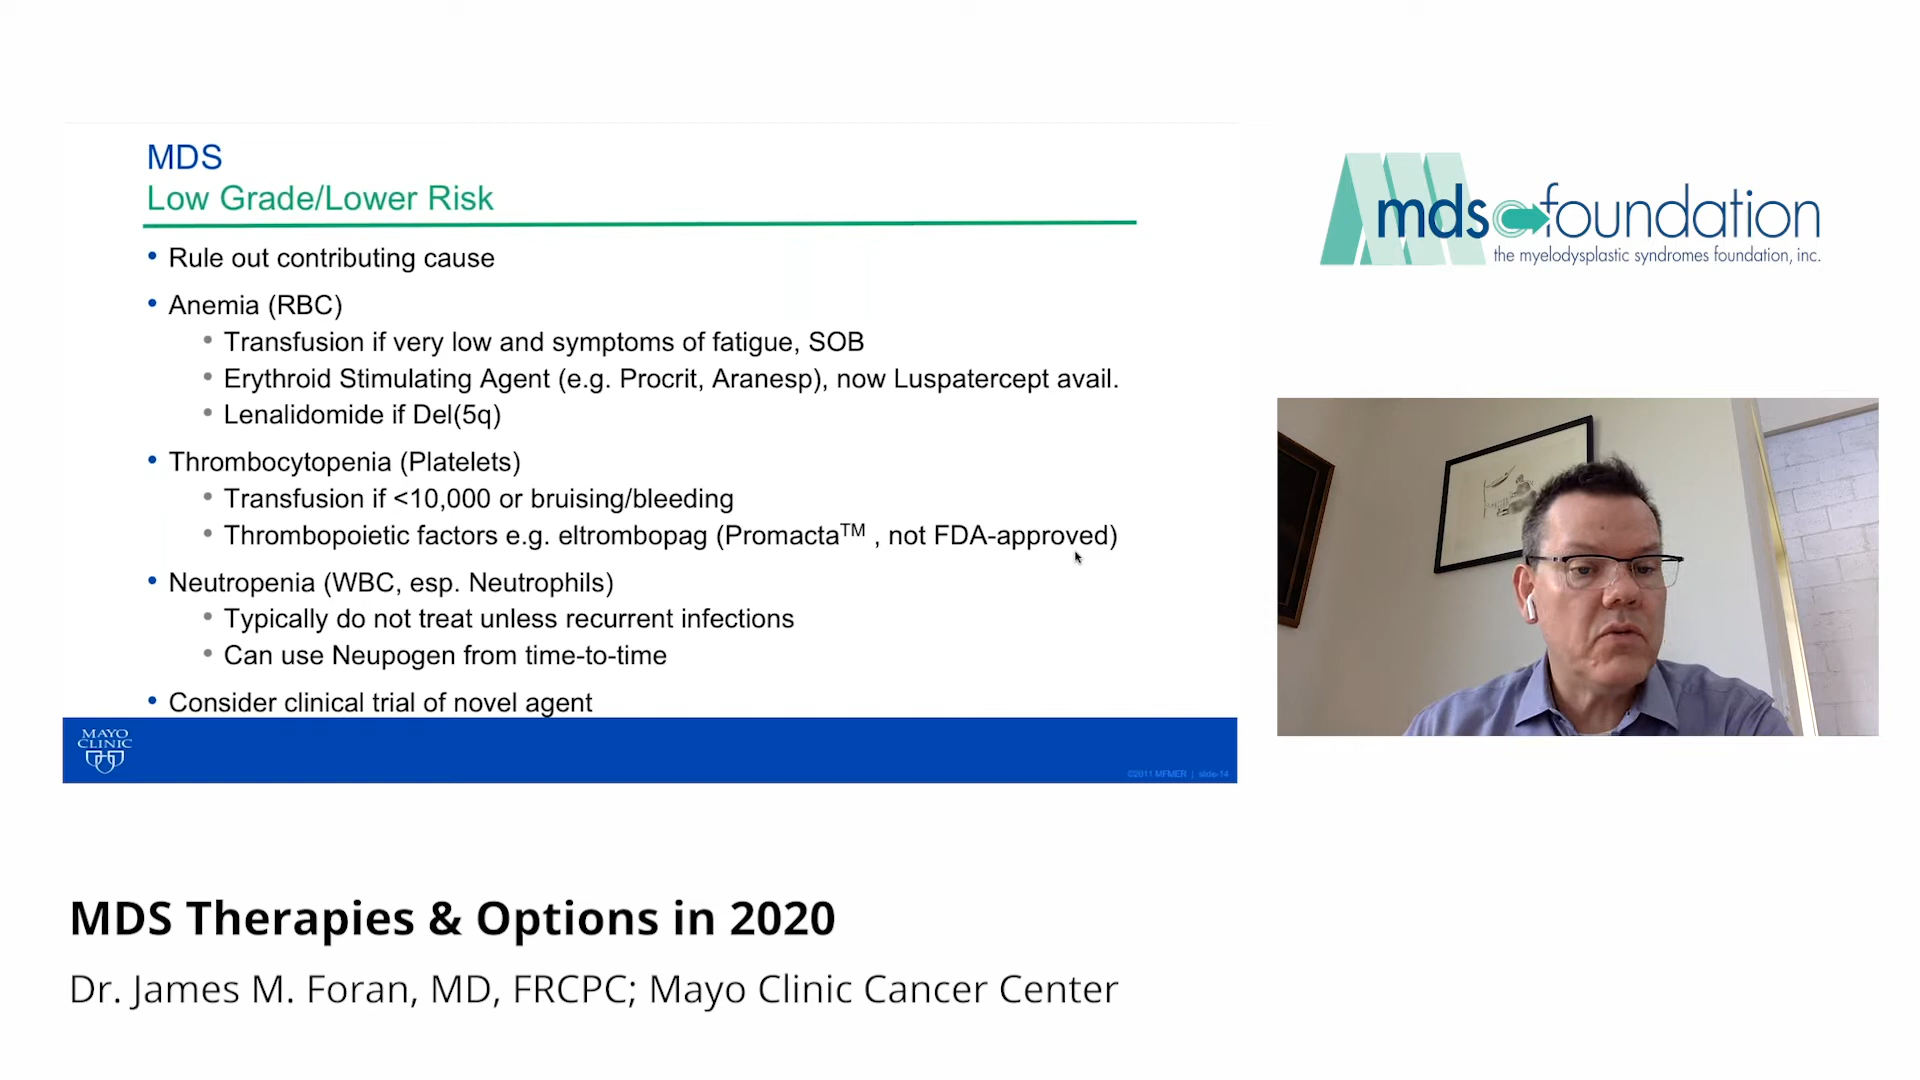 MDS
Low Grade/Lower Risk
• Rule out contributing cause
• Anemia (RBC)
• Transfusion if very low and symptoms of fatigue, SOB
• Erythroid Stimulating Agent (e.g. Procrit, Aranesp), now Luspatercept avail.
• Lenalidomide if Del(5q)
• Thrombocytopenia (Platelets)
• Transfusion if <10,000 or bruising/bleeding
• Thrombopoietic factors e.g. eltrombopag (Promacta™ , not FDA-approved)
• Neutropenia (WBC, esp. Neutrophils)
• Typically do not treat unless recurrent infections
• Can use Neupogen from time-to-time
• Consider clinical trial of novel agent
MAYO
CLINIC
©2011 MFMER | slide-14
mds foundation
the myelodysplastic syndromes foundation, inc.
MDS Therapies & Options in 2020
Dr. James M. Foran, MD, FRCPC; Mayo Clinic Cancer Center